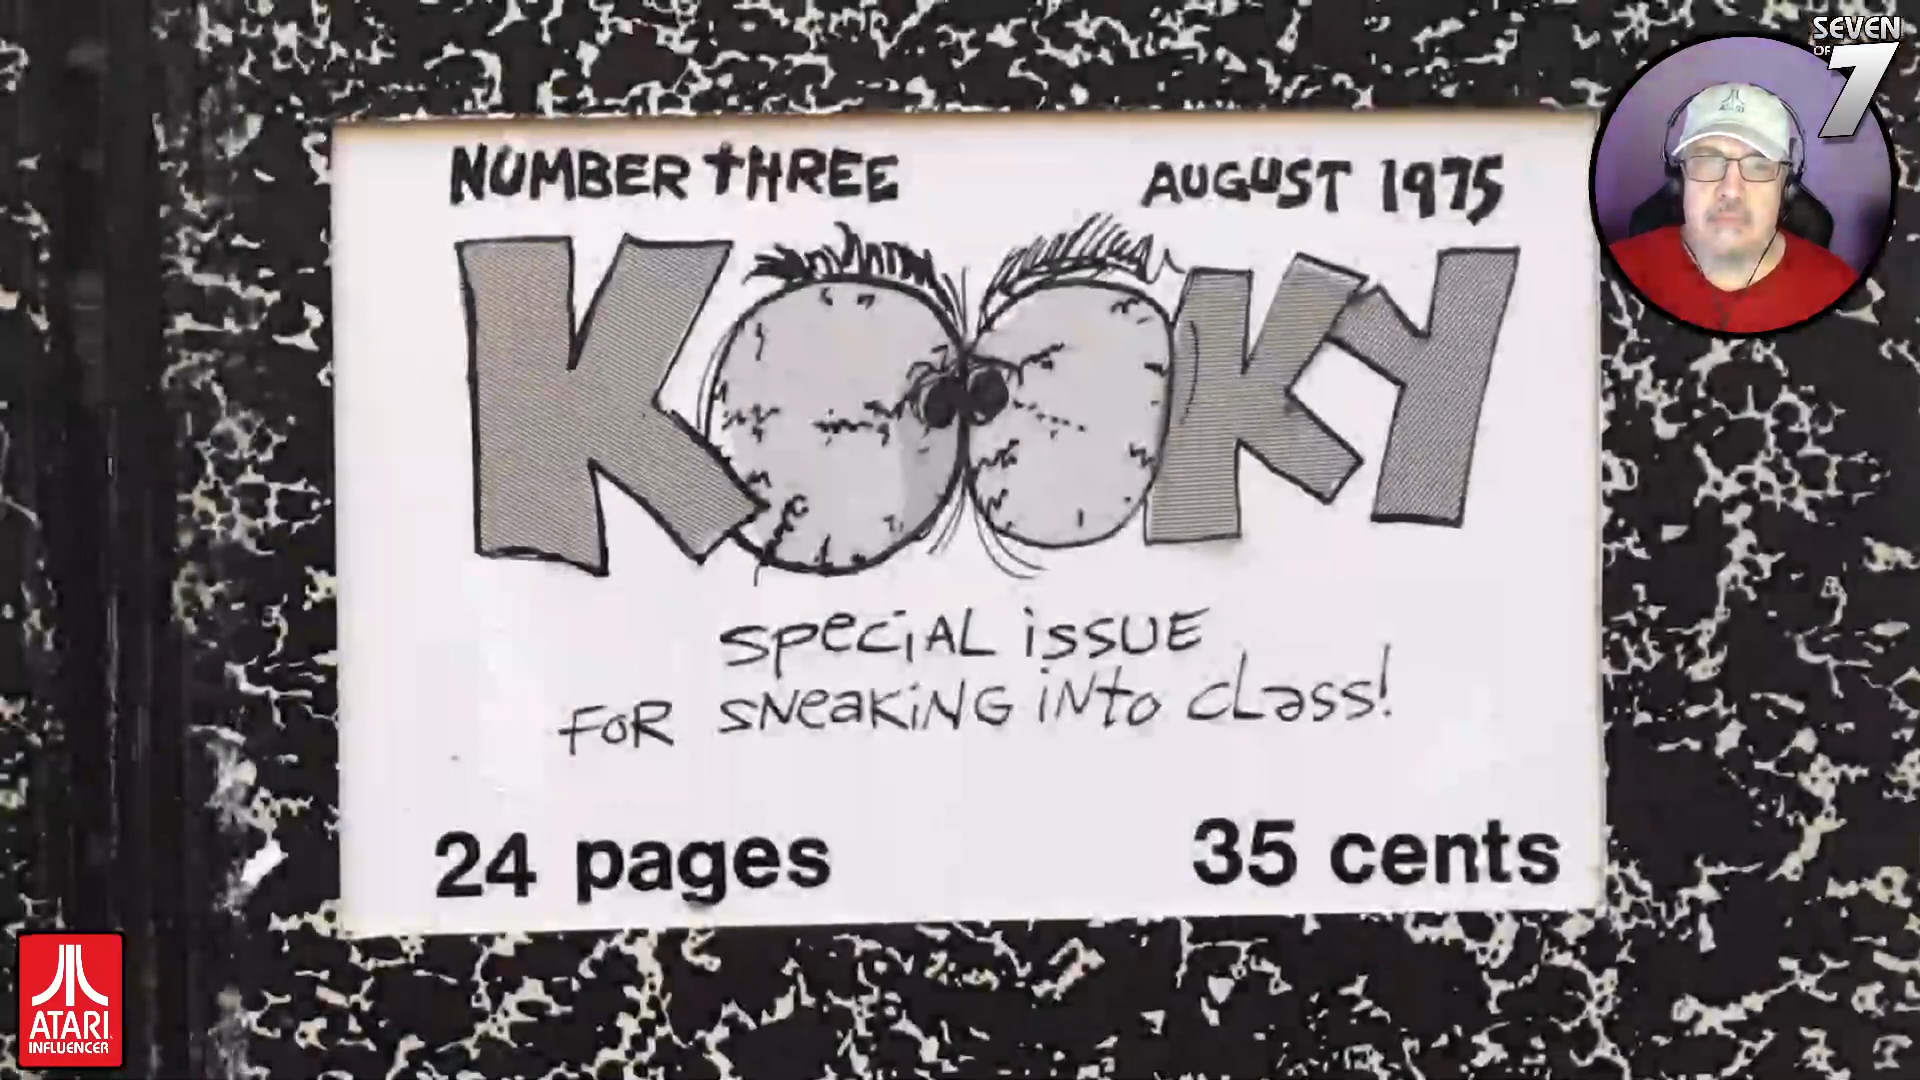 SEVEN
OF 7
NUMBER THREE
AUGUST 1975
KOOKY
SPECIAL ISSUE
FOR SNEAKING INTO CLASS!
24 pages
35 cents
ATARI
INFLUENCER